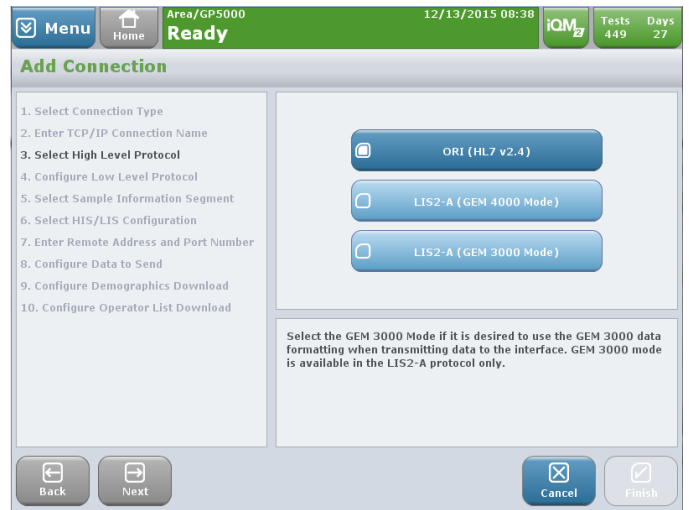 Menu
Home
Area/GP5000 12/13/2015 08:38
Ready
iQM2
Tests Days
449 27
Add Connection
1. Select Connection Type
2. Enter TCP/IP Connection Name
3. Select High Level Protocol
4. Configure Low Level Protocol
5. Select Sample Information Segment
6. Select HIS/LIS Configuration
7. Enter Remote Address and Port Number
8. Configure Data to Send
9. Configure Demographics Download
10. Configure Operator List Download
ORI (HL7 v2.4)
LIS2-A (GEM 4000 Mode)
LIS2-A (GEM 3000 Mode)
Select the GEM 3000 Mode if it is desired to use the GEM 3000 data
formatting when transmitting data to the interface. GEM 3000 mode
is available in the LIS2-A protocol only.
Back
Next
Cancel
Finish